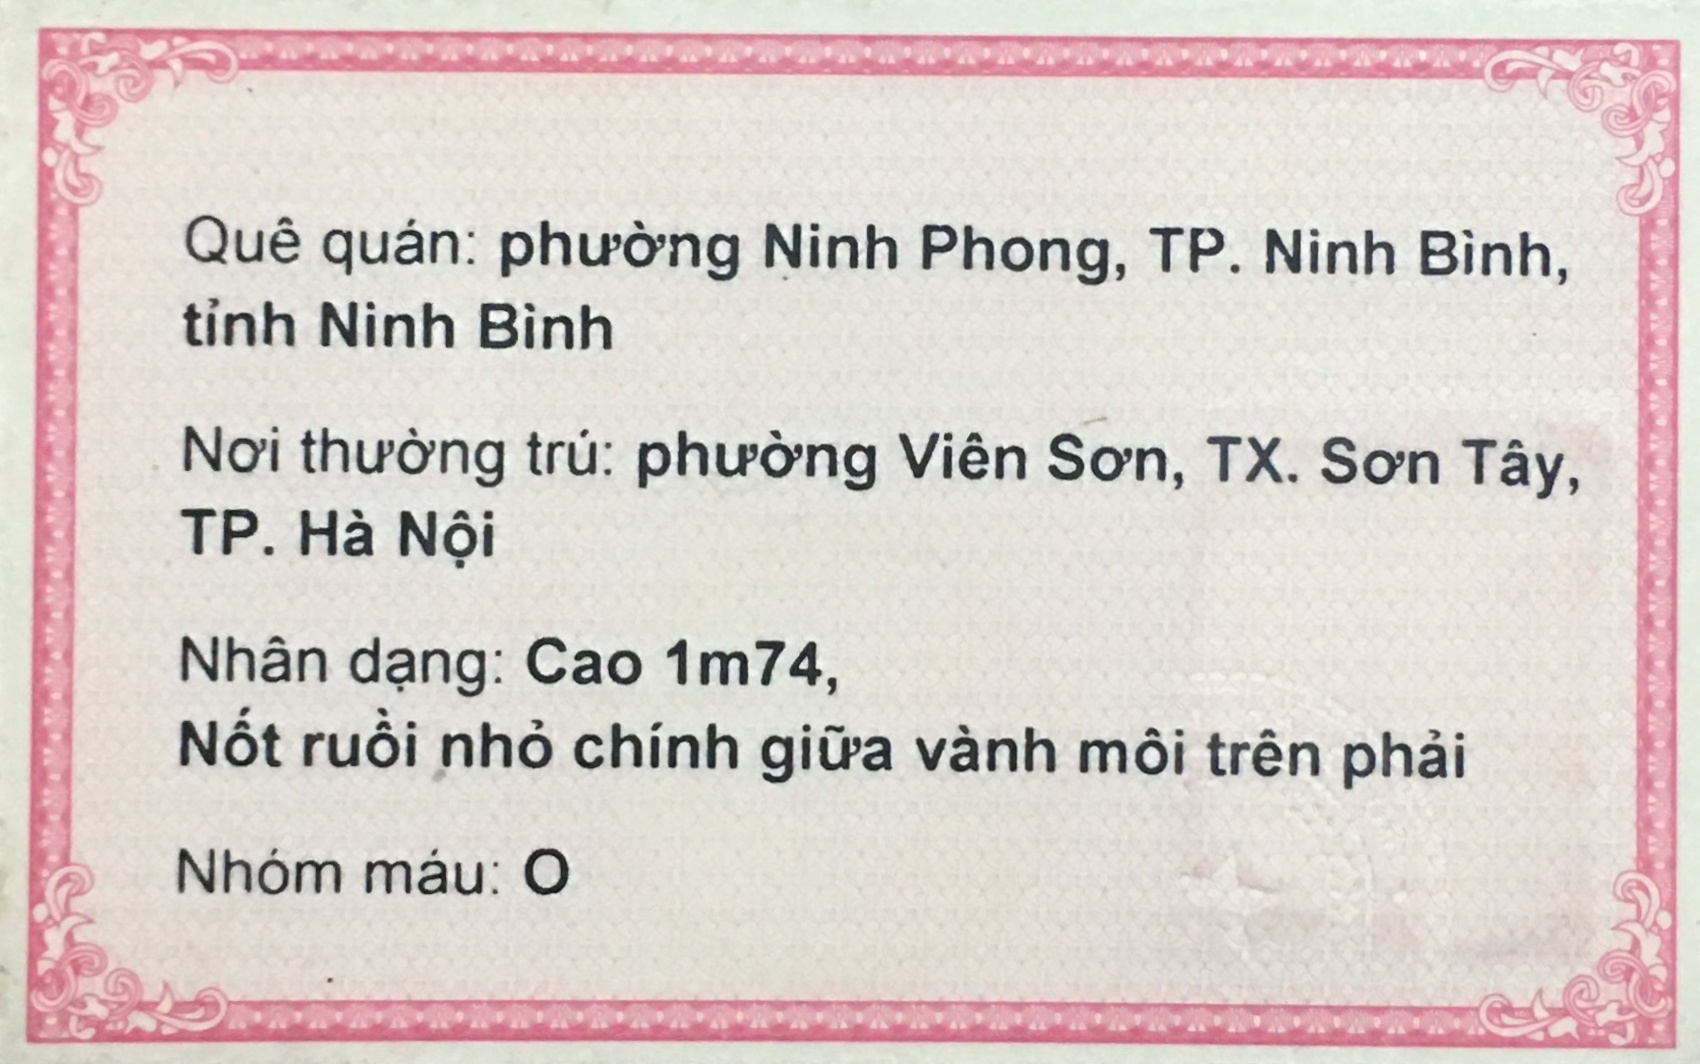 Quê quán: phường Ninh Phong, TP. Ninh Bình,
tỉnh Ninh Bình
Nơi thường trú: phường Viên Sơn, TX. Sơn Tây,
TP. Hà Nội
Nhân dạng: Cao 1m74,
Nốt ruồi nhỏ chính giữa vành môi trên phải
Nhóm máu: O